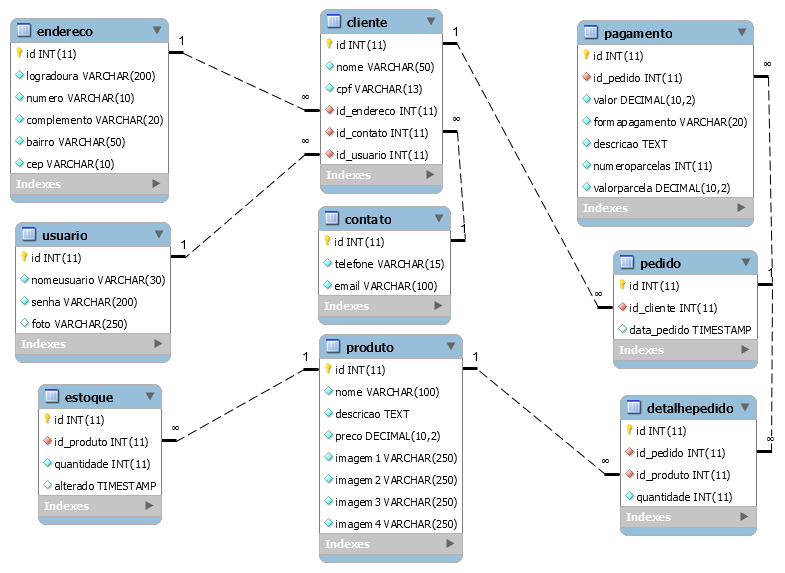 endereco
id INT(11)
logradoura VARCHAR(200)
numero VARCHAR(10)
complemento VARCHAR(20)
bairro VARCHAR(50)
cep VARCHAR(10)
Indexes
1
∞
cliente
id INT(11)
nome VARCHAR(50)
cpf VARCHAR(13)
id_endereco INT(11)
id_contato INT(11)
id_usuario INT(11)
Indexes
1
∞
∞
pagamento
id INT(11)
id_pedido INT(11)
valor DECIMAL(10,2)
formapagamento VARCHAR(20)
descricao TEXT
numeroparcelas INT(11)
valorparcela DECIMAL(10,2)
Indexes
∞
usuario
id INT(11)
nomeusuario VARCHAR(30)
senha VARCHAR(200)
foto VARCHAR(250)
Indexes
1
contato
id INT(11)
telefone VARCHAR(15)
email VARCHAR(100)
Indexes
1
pedido
id INT(11)
id_cliente INT(11)
data_pedido TIMESTAMP
Indexes
1
∞
estoque
id INT(11)
id_produto INT(11)
quantidade INT(11)
alterado TIMESTAMP
Indexes
∞
1
produto
id INT(11)
nome VARCHAR(100)
descricao TEXT
preco DECIMAL(10,2)
imagem1 VARCHAR(250)
imagem2 VARCHAR(250)
imagem3 VARCHAR(250)
imagem4 VARCHAR(250)
Indexes
1
∞
detalhepedido
id INT(11)
id_pedido INT(11)
id_produto INT(11)
quantidade INT(11)
Indexes
∞